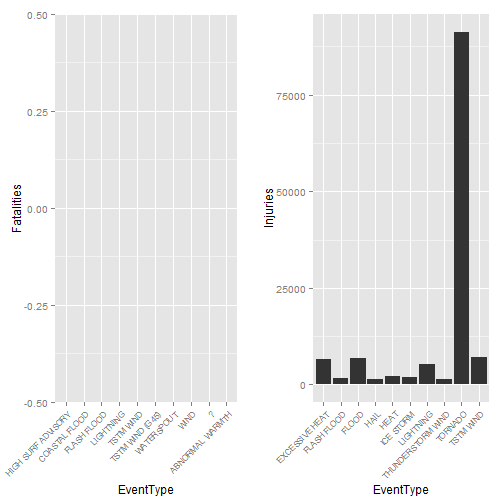 0.50
0.25
0.00
-0.25
-0.50
Fatalities
HIGH SURF ADVISORY
COASTAL FLOOD
FLASH FLOOD
LIGHTNING
TSTM WIND
TSTM WIND (G45)
WATERSPOUT
WIND
?
ABNORMAL WARMTH
EventType
75000
50000
25000
0
Injuries
EXCESSIVE HEAT
FLASH FLOOD
FLOOD
HAIL
HEAT
ICE STORM
LIGHTNING
THUNDERSTORM WIND
TORNADO
TSTM WIND
EventType